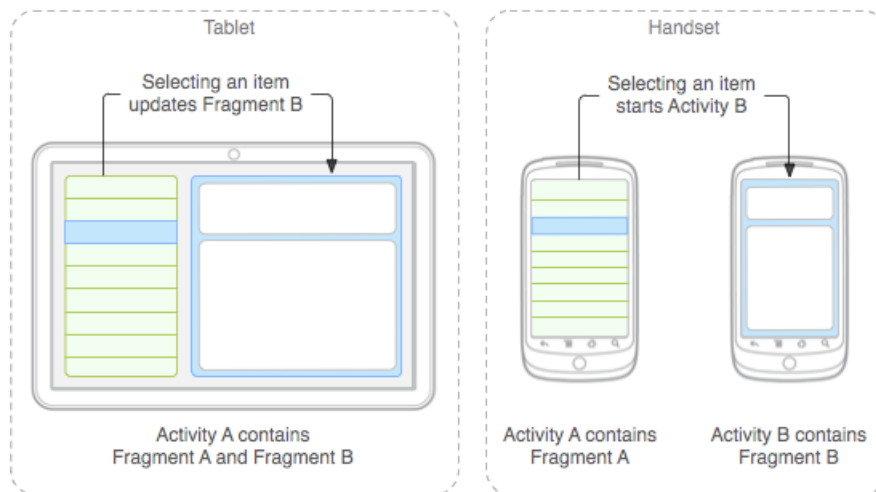 Tablet
Selecting an item
updates Fragment B
Activity A contains
Fragment A and Fragment B
Handset
Selecting an item
starts Activity B
Activity A contains
Fragment A
Activity B contains
Fragment B